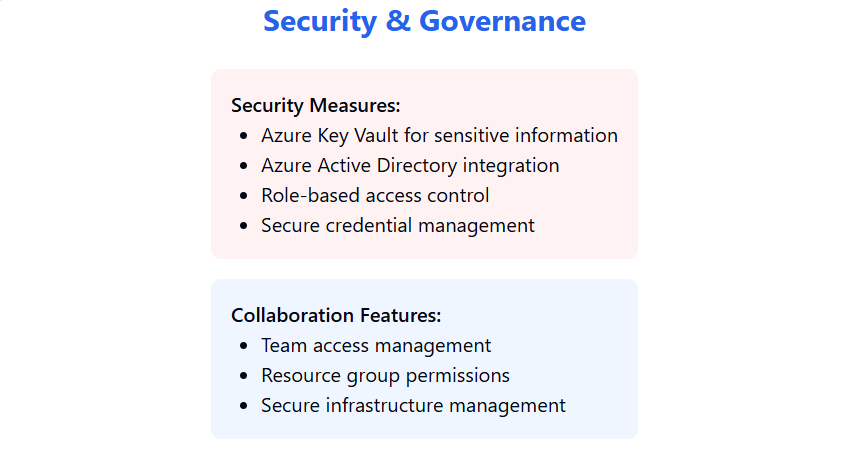 Security & Governance
Security Measures:
• Azure Key Vault for sensitive information
• Azure Active Directory integration
• Role-based access control
• Secure credential management
Collaboration Features:
• Team access management
• Resource group permissions
• Secure infrastructure management